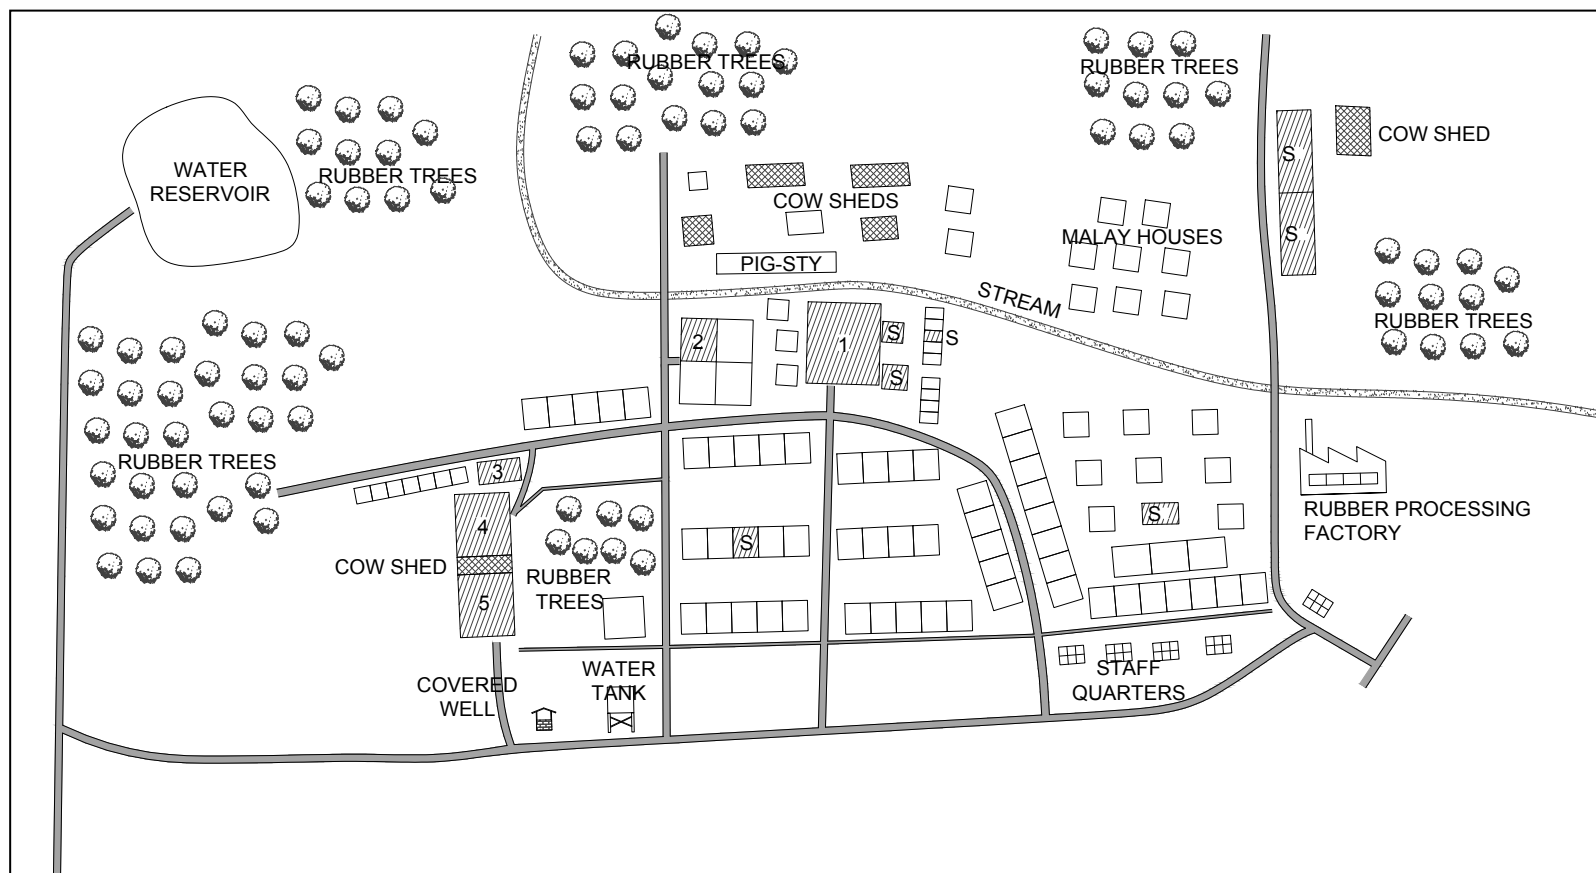 RUBBER TREES
RUBBER TREES
COW SHED
S
WATER
RESERVOIR
RUBBER TREES
COW SHEDS
S
MALAY HOUSES
PIG-STY
STREAM
RUBBER TREES
2
1
S
S
S
RUBBER TREES
3
4
S
S
RUBBER PROCESSING
FACTORY
COW SHED
RUBBER
TREES
5
WATER
TANK
COVERED
WELL
STAFF
QUARTERS